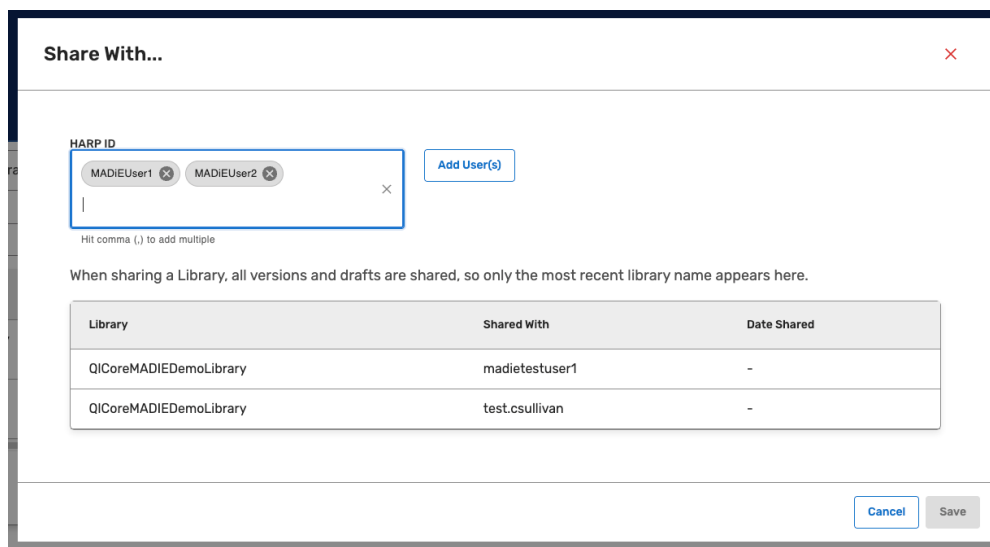 Share With...
HARP ID
MADiEUser1 MADiEUser2
Add User(s)
Hit comma (,) to add multiple
When sharing a Library, all versions and drafts are shared, so only the most recent library name appears here.
Library Shared With Date Shared
QICoreMADIEDemoLibrary madietestuser1 -
QICoreMADIEDemoLibrary test.csullivan -
Cancel Save